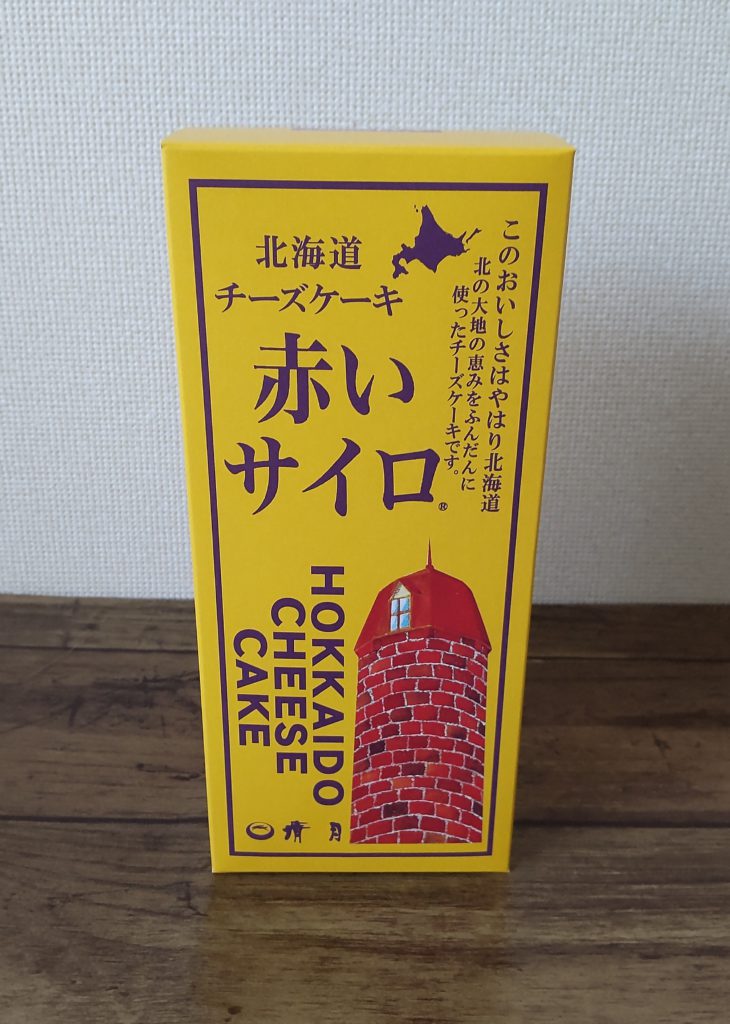 北海道
チーズケーキ
赤い
サイロ®
このおいしさはやはり北海道
北の大地の恵みをふんだんに
使ったチーズケーキです。
HOKKAIDO
CHEESE
CAKE
清月